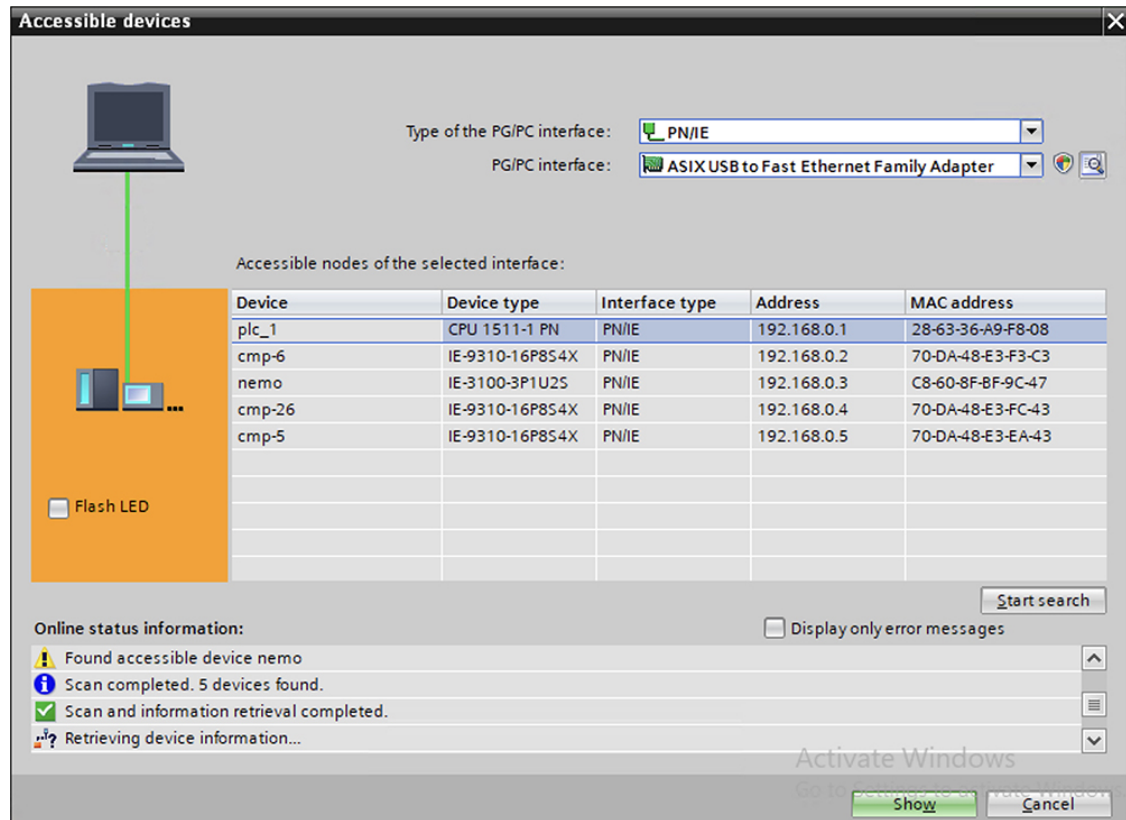 Accessible devices
Type of the PG/PC interface: PN/IE
PG/PC interface: ASIX USB to Fast Ethernet Family Adapter
Accessible nodes of the selected interface:
Device Device type Interface type Address MAC address
plc_1 CPU 1511-1 PN PN/IE 192.168.0.1 28-63-36-A9-F8-08
cmp-6 IE-9310-16P8S4X PN/IE 192.168.0.2 70-DA-48-E3-F3-C3
nemo IE-3100-3P1U2S PN/IE 192.168.0.3 C8-60-8F-BF-9C-47
cmp-26 IE-9310-16P8S4X PN/IE 192.168.0.4 70-DA-48-E3-FC-43
cmp-5 IE-9310-16P8S4X PN/IE 192.168.0.5 70-DA-48-E3-EA-43
Flash LED
Start search
Online status information: Display only error messages
Found accessible device nemo
Scan completed. 5 devices found.
Scan and information retrieval completed.
Retrieving device information...
Activate Windows
Go to Settings to activate Windows.
Show Cancel